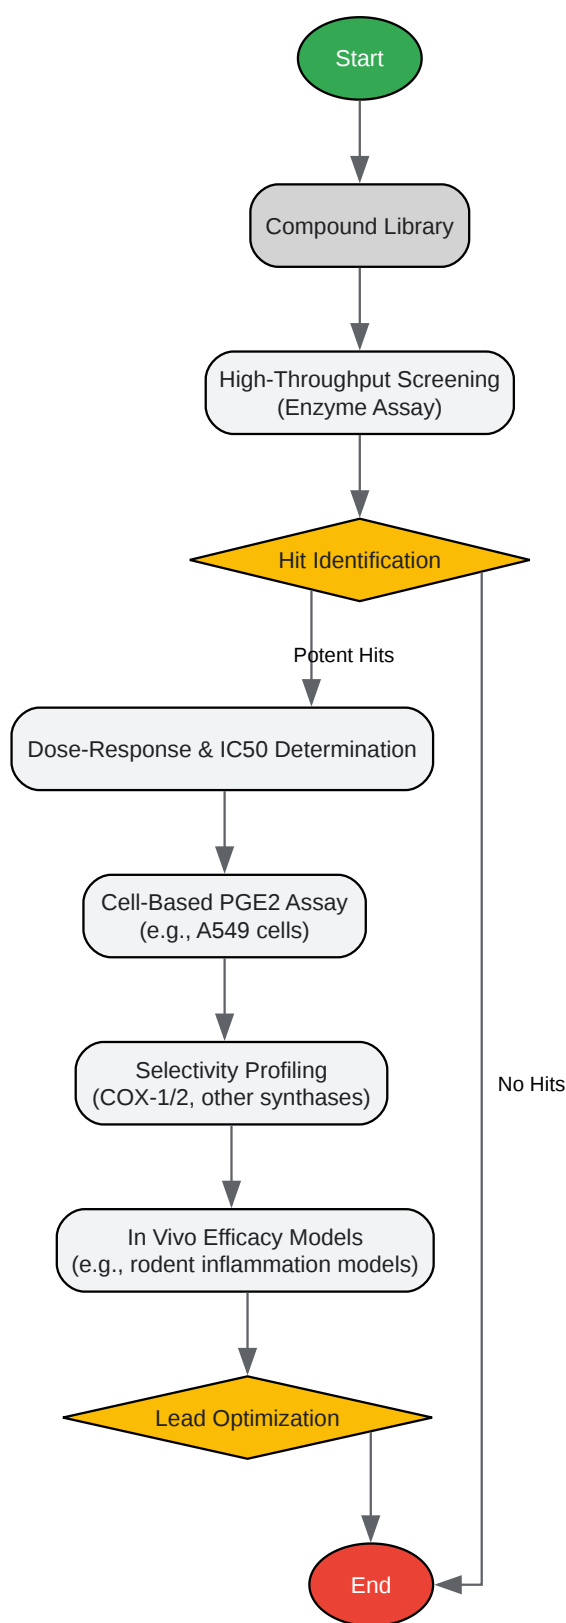 Start
Compound Library
High-Throughput Screening
(Enzyme Assay)
Hit Identification
Potent Hits
Dose-Response & IC50 Determination
Cell-Based PGE2 Assay
(e.g., A549 cells)
Selectivity Profiling
(COX-1/2, other synthases)
No Hits
In Vivo Efficacy Models
(e.g., rodent inflammation models)
Lead Optimization
End